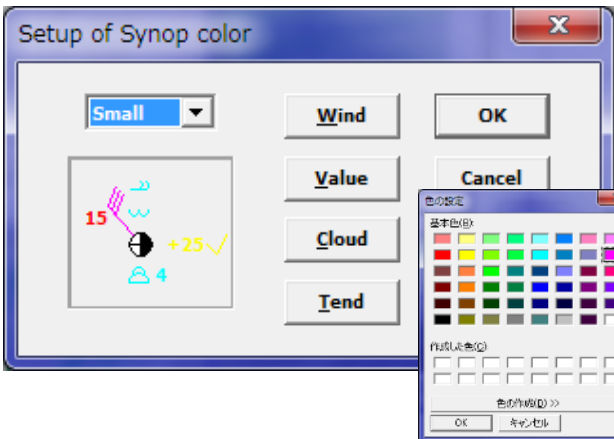 Setup of Synop color
Small
Wind
OK
Value
Cancel
Cloud
Tend
15
+25
4
色の設定
基本色(B):
作成した色(C)
色の作成(D) >>
OK
キャンセル